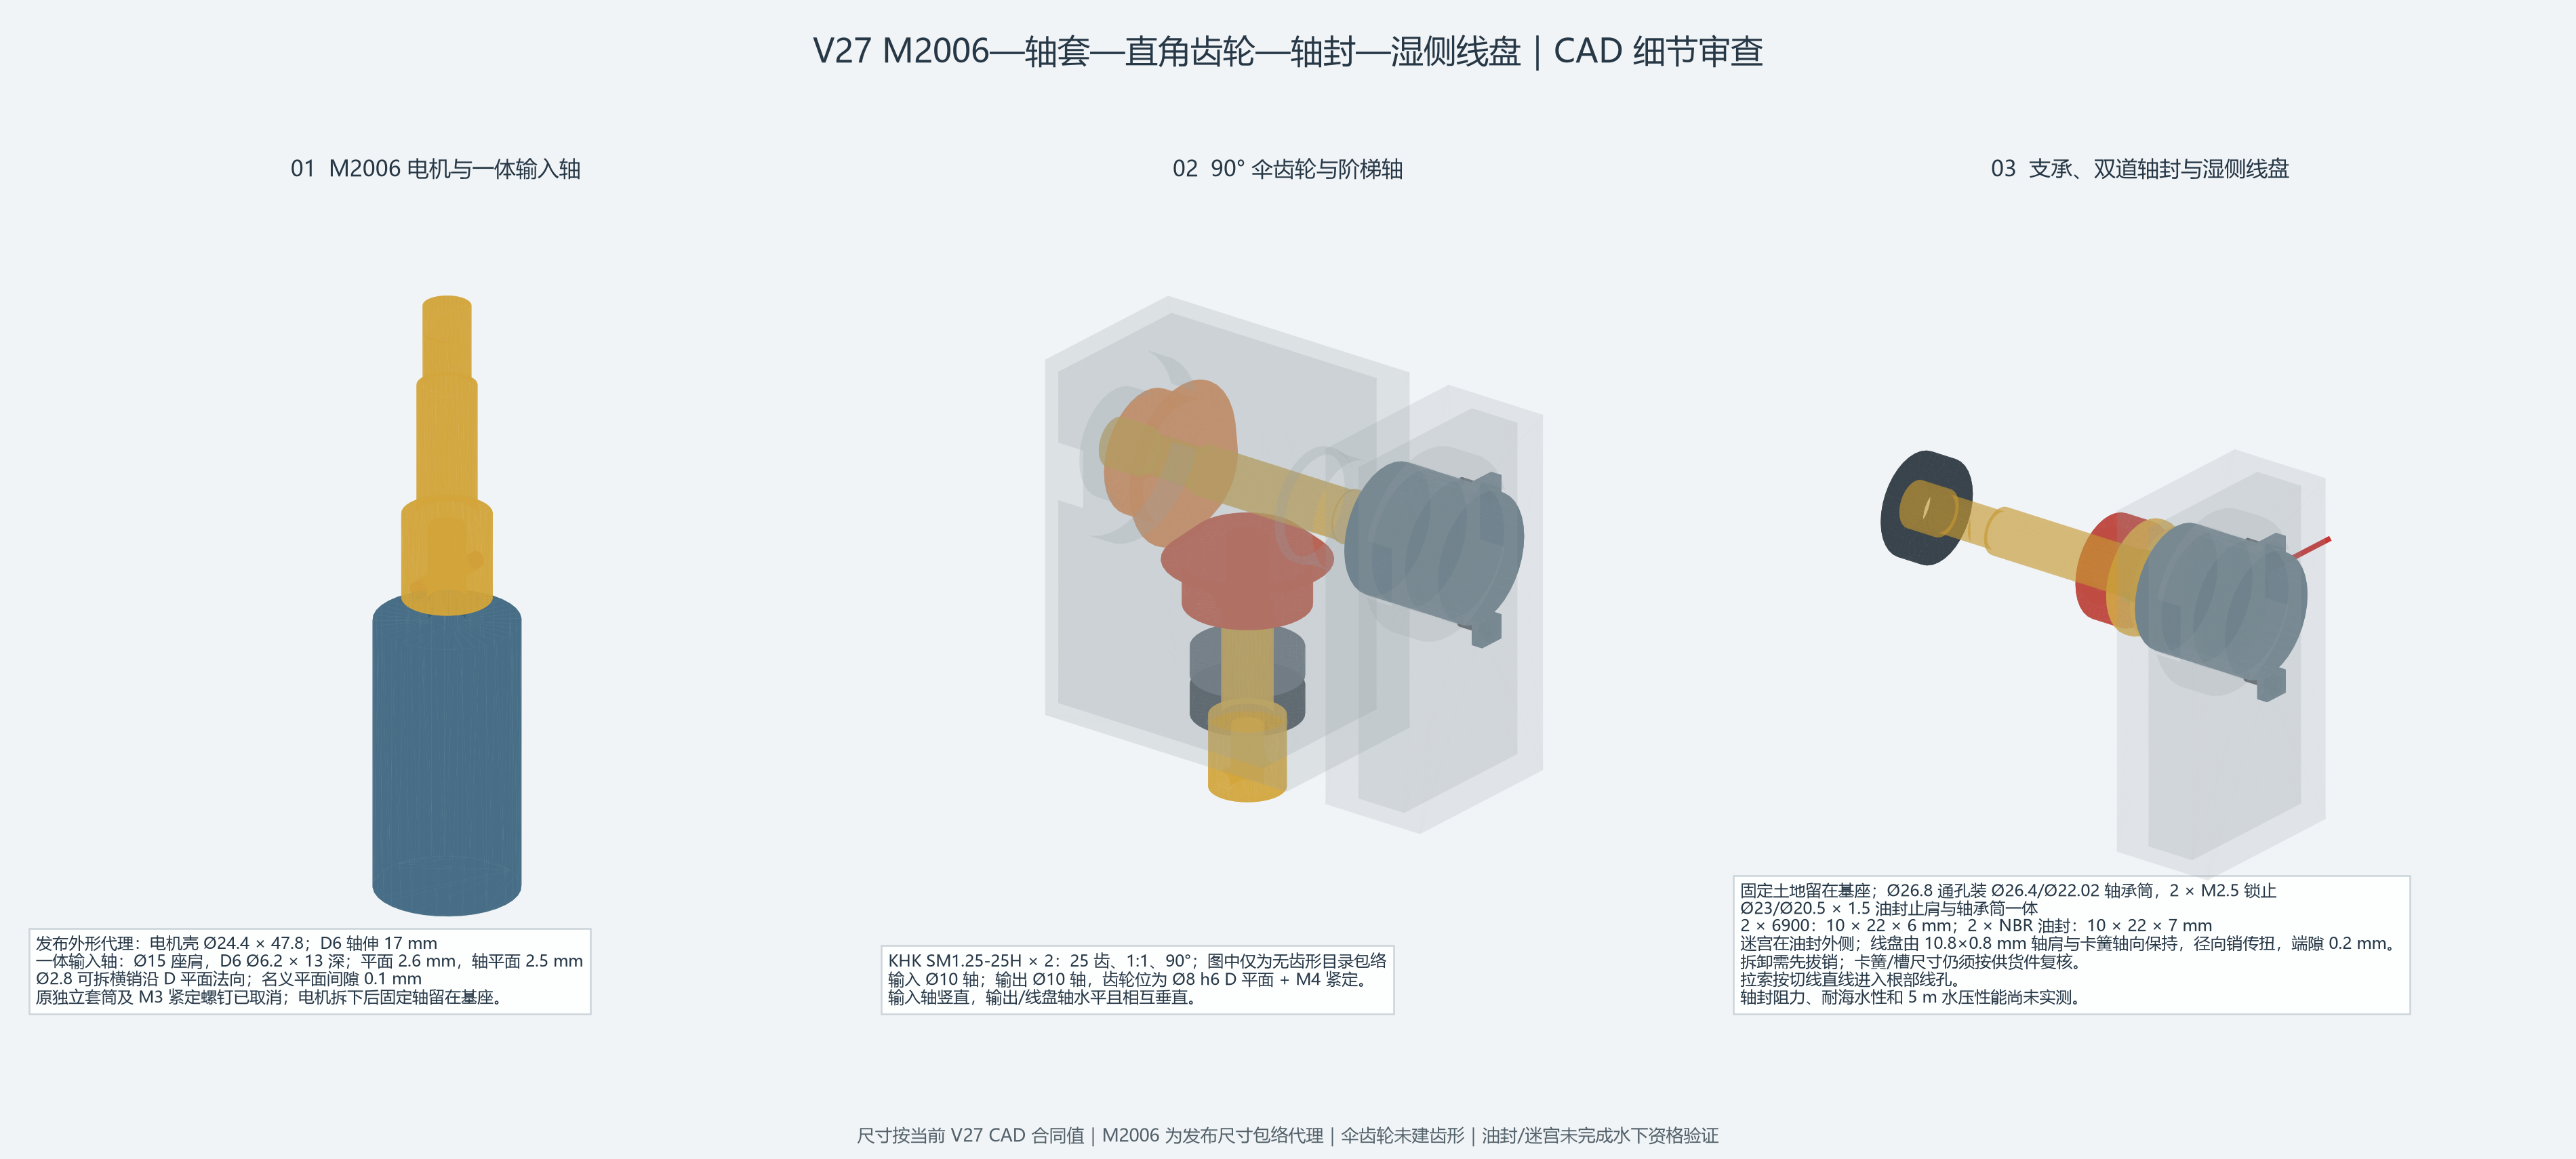 V27 M2006—轴套—直角齿轮—轴封—湿侧线盘｜CAD 细节审查
01 M2006 电机与一体输入轴
02 90° 伞齿轮与阶梯轴
03 支承、双道轴封与湿侧线盘
发布外形代理：电机壳 Ø24.4 × 47.8；D6 轴伸 17 mm
一体输入轴：Ø15 座肩，D6 Ø6.2 × 13 深；平面 2.6 mm，轴平面 2.5 mm
Ø2.8 可拆横销沿 D 平面法向；名义平面间隙 0.1 mm
原独立套筒及 M3 紧定螺钉已取消；电机拆下后固定轴留在基座。
KHK SM1.25-25H × 2：25 齿、1:1、90°；图中仅为无齿形目录包络
输入 Ø10 轴；输出 Ø10 轴，齿轮位为 Ø8 h6 D 平面 + M4 紧定。
输入轴竖直，输出/线盘轴水平且相互垂直。
固定土地留在基座；Ø26.8 通孔装 Ø26.4/Ø22.02 轴承筒，2 × M2.5 锁止
Ø23/Ø20.5 × 1.5 油封止肩与轴承筒一体
2 × 6900：10 × 22 × 6 mm；2 × NBR 油封：10 × 22 × 7 mm
迷宫在油封外侧；线盘由 10.8×0.8 mm 轴肩与卡簧轴向保持，径向销传扭，端隙 0.2 mm。
拆卸需先拔销；卡簧/槽尺寸仍须按供货件复核。
拉索按切线直线进入根部线孔。
轴封阻力、耐海水性和 5 m 水压性能尚未实测。
尺寸按当前 V27 CAD 合同值｜M2006 为发布尺寸包络代理｜伞齿轮未建齿形｜油封/迷宫未完成水下资格验证